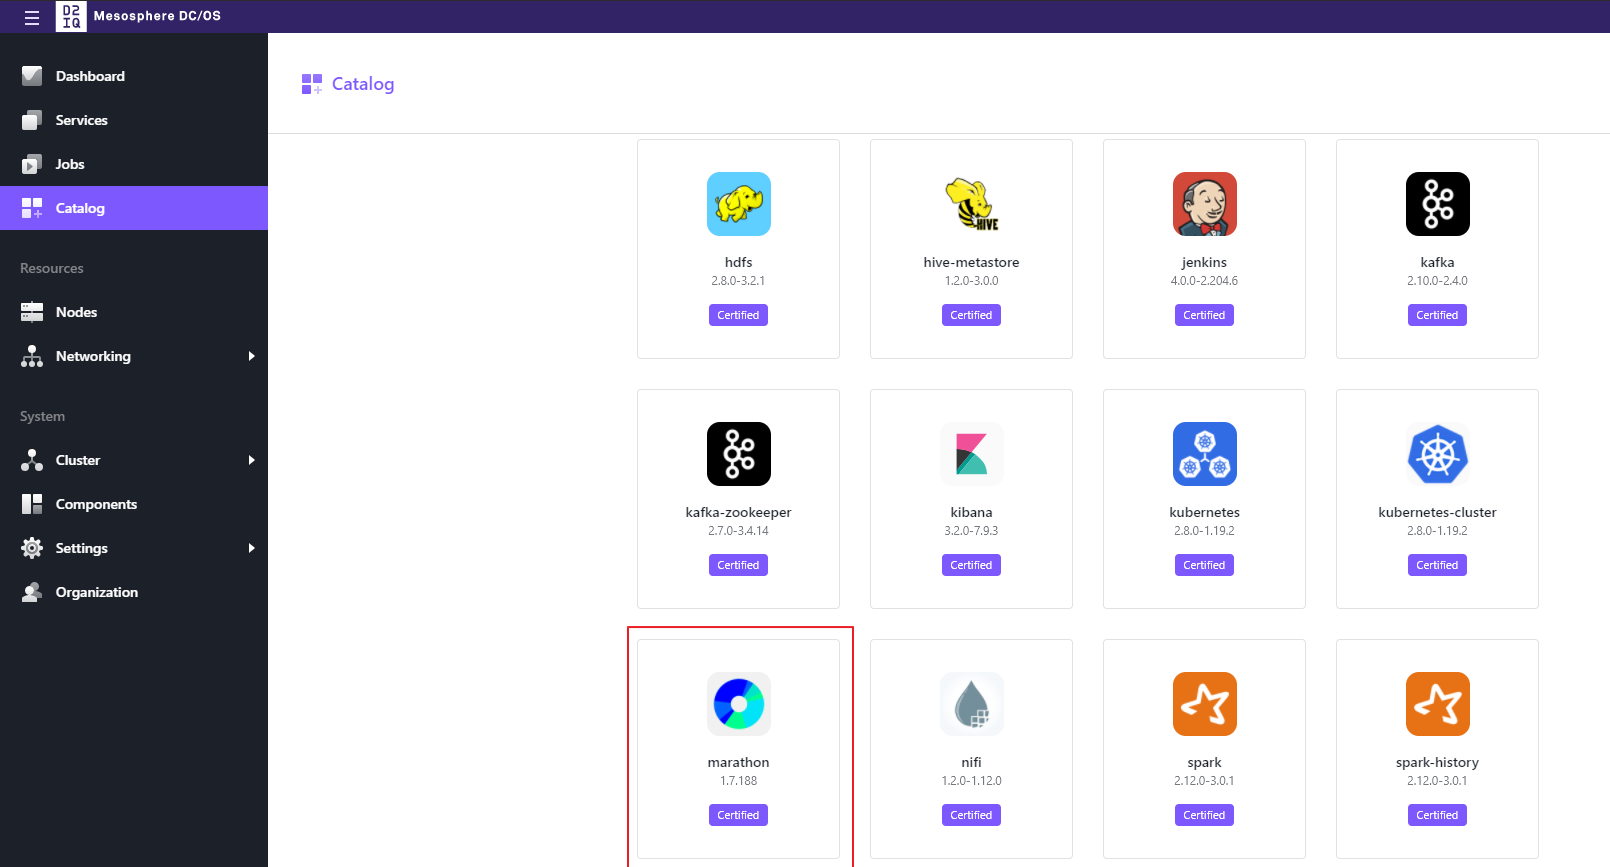 D2
IQ
Mesosphere DC/OS
Dashboard
Services
Jobs
Catalog
Resources
Nodes
Networking
System
Cluster
Components
Settings
Organization
Catalog
hdfs
2.8.0-3.2.1
Certified
HIVE
hive-metastore
1.2.0-3.0.0
Certified
jenkins
4.0.0-2.204.6
Certified
kafka
2.10.0-2.4.0
Certified
kafka-zookeeper
2.7.0-3.4.14
Certified
kibana
3.2.0-7.9.3
Certified
kubernetes
2.8.0-1.19.2
Certified
kubernetes-cluster
2.8.0-1.19.2
Certified
marathon
1.7.188
Certified
nifi
1.2.0-1.12.0
Certified
spark
2.12.0-3.0.1
Certified
spark-history
2.12.0-3.0.1
Certified